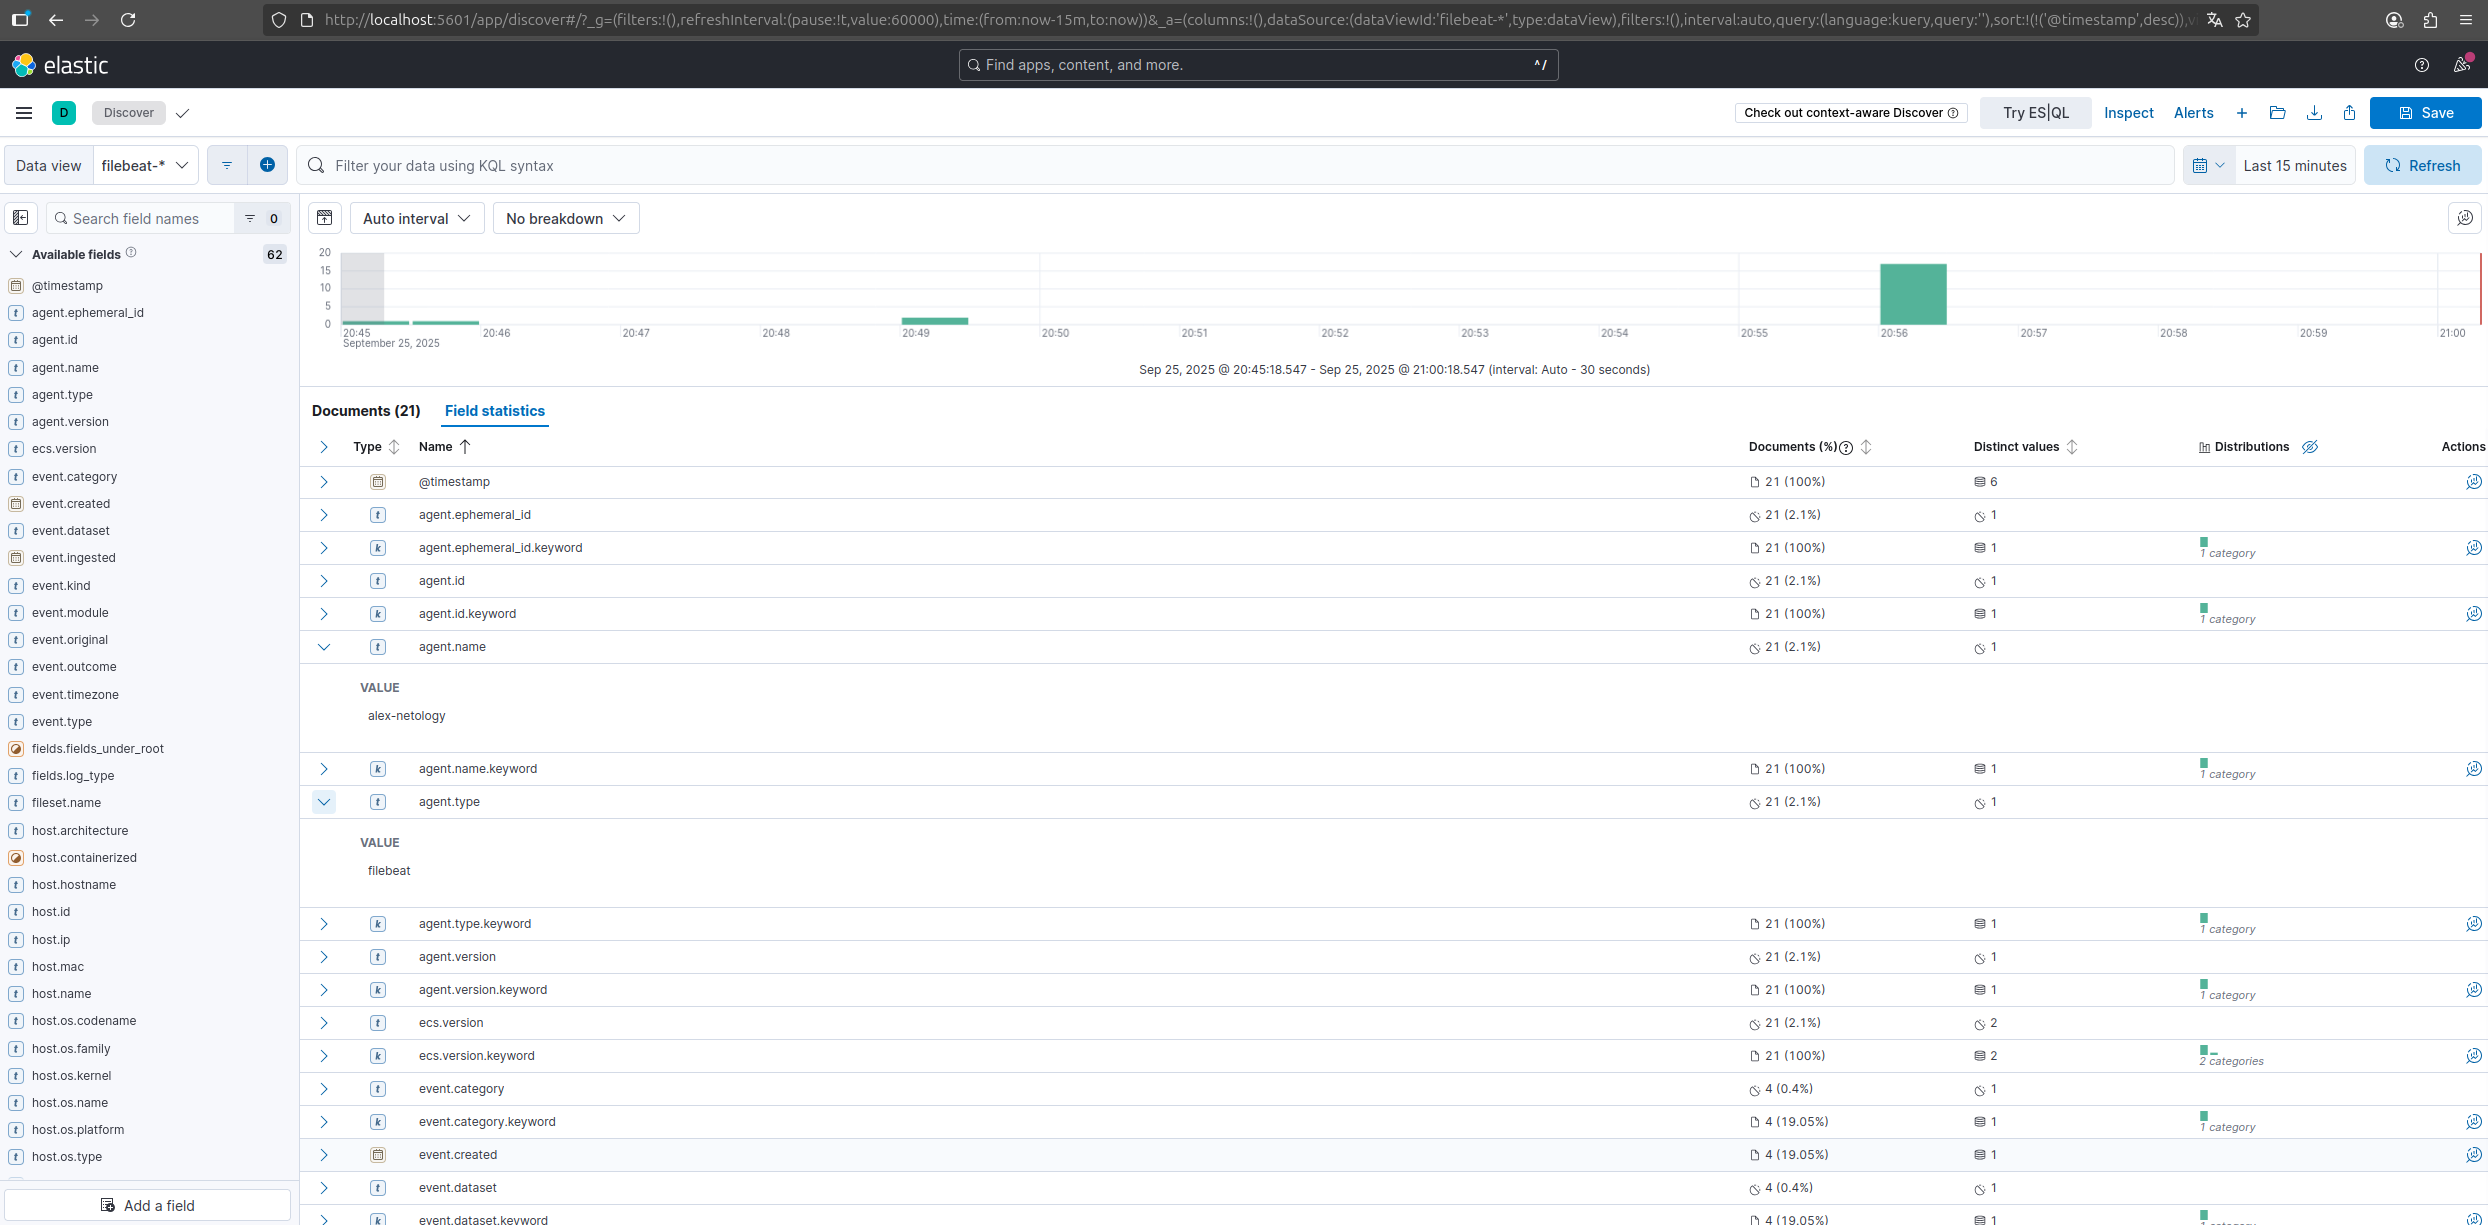 http://localhost:5601/app/discover#/?_g=(filters:!(),refreshInterval:(pause:!t,value:60000),time:(from:now-15m,to:now))&_a=(columns:!(),dataSource:(dataViewId:'filebeat-*',type:dataView),filters:!(),interval:auto,query:(language:kuery,query:''),sort:!(!('@timestamp',desc)),v
elastic
Find apps, content, and more.
^/
D
Discover
Check out context-aware Discover
Try ES|QL
Inspect
Alerts
Save
Data view
filebeat-*
Filter your data using KQL syntax
Last 15 minutes
Refresh
Search field names
0
Auto interval
No breakdown
Available fields
62
@timestamp
agent.ephemeral_id
agent.id
agent.name
agent.type
agent.version
ecs.version
event.category
event.created
event.dataset
event.ingested
event.kind
event.module
event.original
event.outcome
event.timezone
event.type
fields.fields_under_root
fields.log_type
fileset.name
host.architecture
host.containerized
host.hostname
host.id
host.ip
host.mac
host.name
host.os.codename
host.os.family
host.os.kernel
host.os.name
host.os.platform
host.os.type
Add a field
20
15
10
5
0
20:45 20:46 20:47 20:48 20:49 20:50 20:51 20:52 20:53 20:54 20:55 20:56 20:57 20:58 20:59 21:00
September 25, 2025
Sep 25, 2025 @ 20:45:18.547 - Sep 25, 2025 @ 21:00:18.547 (interval: Auto - 30 seconds)
Documents (21) Field statistics
Type Name Documents (%) Distinct values Distributions Actions
@timestamp 21 (100%) 6
t agent.ephemeral_id 21 (2.1%) 1
k agent.ephemeral_id.keyword 21 (100%) 1 1 category
t agent.id 21 (2.1%) 1
k agent.id.keyword 21 (100%) 1 1 category
t agent.name 21 (2.1%) 1
VALUE
alex-netology
k agent.name.keyword 21 (100%) 1 1 category
t agent.type 21 (2.1%) 1
VALUE
filebeat
k agent.type.keyword 21 (100%) 1 1 category
t agent.version 21 (2.1%) 1
k agent.version.keyword 21 (100%) 1 1 category
t ecs.version 21 (2.1%) 2
k ecs.version.keyword 21 (100%) 2 2 categories
t event.category 4 (0.4%) 1
k event.category.keyword 4 (19.05%) 1 1 category
event.created 4 (19.05%) 1
t event.dataset 4 (0.4%) 1
k event.dataset.keyword 4 (19.05%) 1